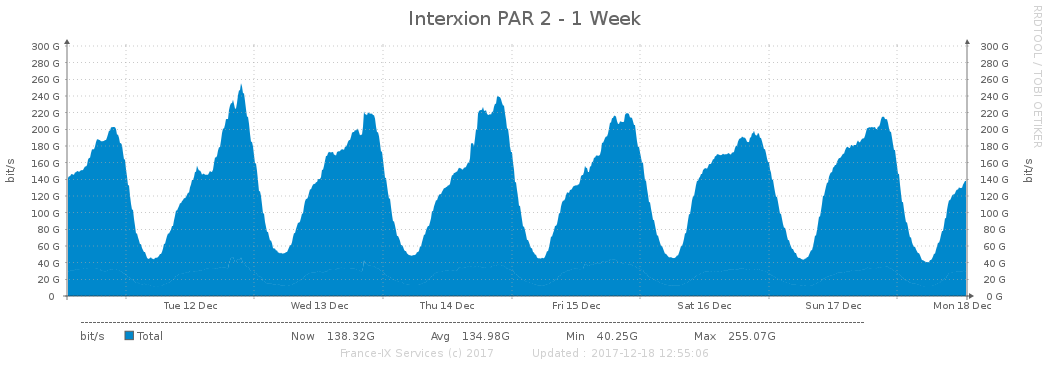 Interxion PAR 2 - 1 Week
RRDTOOL / TOBI OETIKER
300 G 300 G
280 G 280 G
260 G 260 G
240 G 240 G
220 G 220 G
200 G 200 G
180 G 180 G
160 G 160 G
140 G 140 G
120 G 120 G
100 G 100 G
80 G 80 G
60 G 60 G
40 G 40 G
20 G 20 G
0 0 G
bit/s
bit/s
Tue 12 Dec Wed 13 Dec Thu 14 Dec Fri 15 Dec Sat 16 Dec Sun 17 Dec Mon 18 Dec
bit/s Total Now 138.32G Avg 134.98G Min 40.25G Max 255.07G
France-IX Services (c) 2017 Updated : 2017-12-18 12:55:06